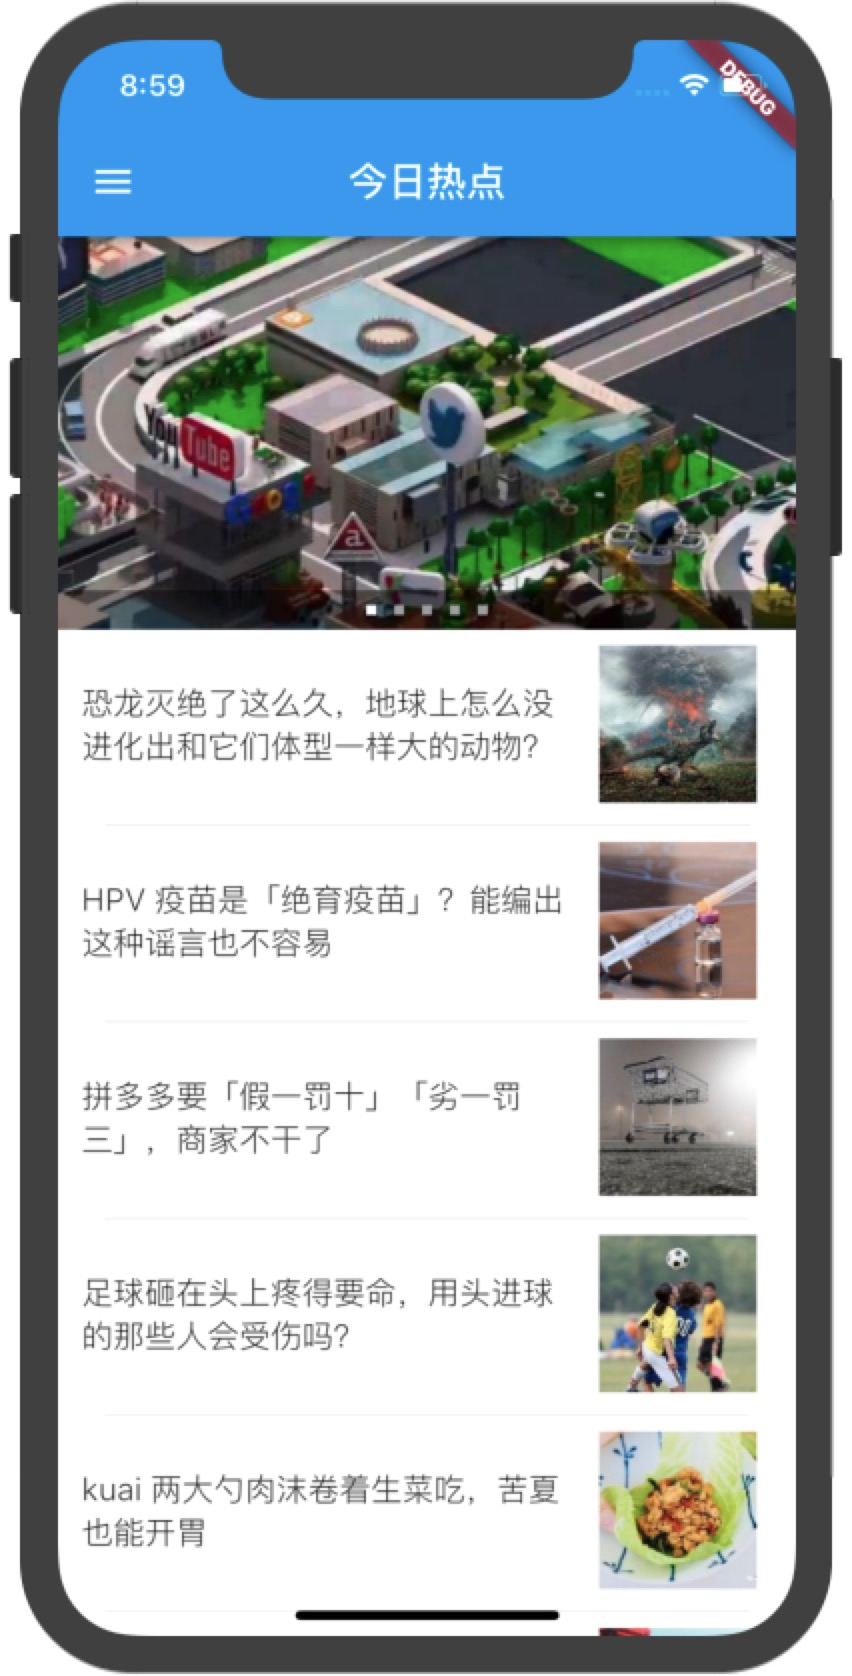 8:59
DEBUG
今日热点
You Tube
Google
a
恐龙灭绝了这么久，地球上怎么没
进化出和它们体型一样大的动物？
HPV 疫苗是「绝育疫苗」？能编出
这种谣言也不容易
拼多多要「假一罚十」「劣一罚
三」，商家不干了
足球砸在头上疼得要命，用头进球
的那些人会受伤吗？
kuai 两大勺肉沫卷着生菜吃，苦夏
也能开胃